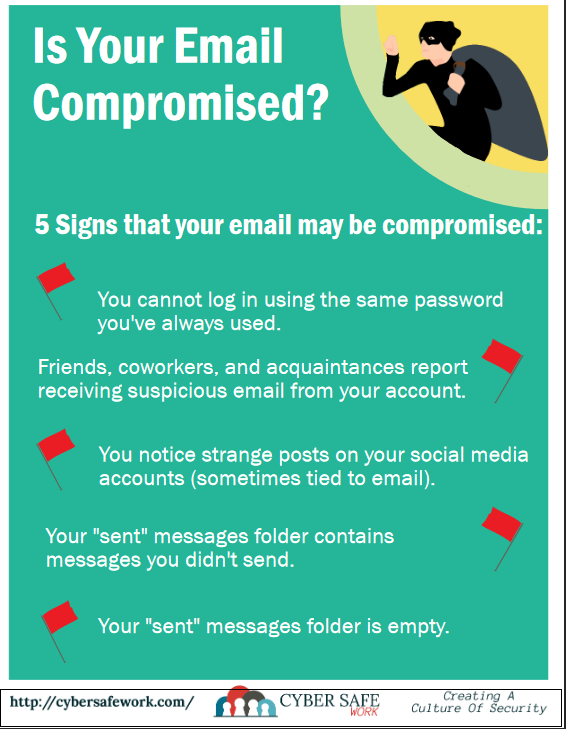 Is Your Email
Compromised?
5 Signs that your email may be compromised:
You cannot log in using the same password
you've always used.
Friends, coworkers, and acquaintances report
receiving suspicious email from your account.
You notice strange posts on your social media
accounts (sometimes tied to email).
Your "sent" messages folder contains
messages you didn't send.
Your "sent" messages folder is empty.
http://cybersafework.com/
CYBER SAFE
WORK
Creating A
Culture Of Security